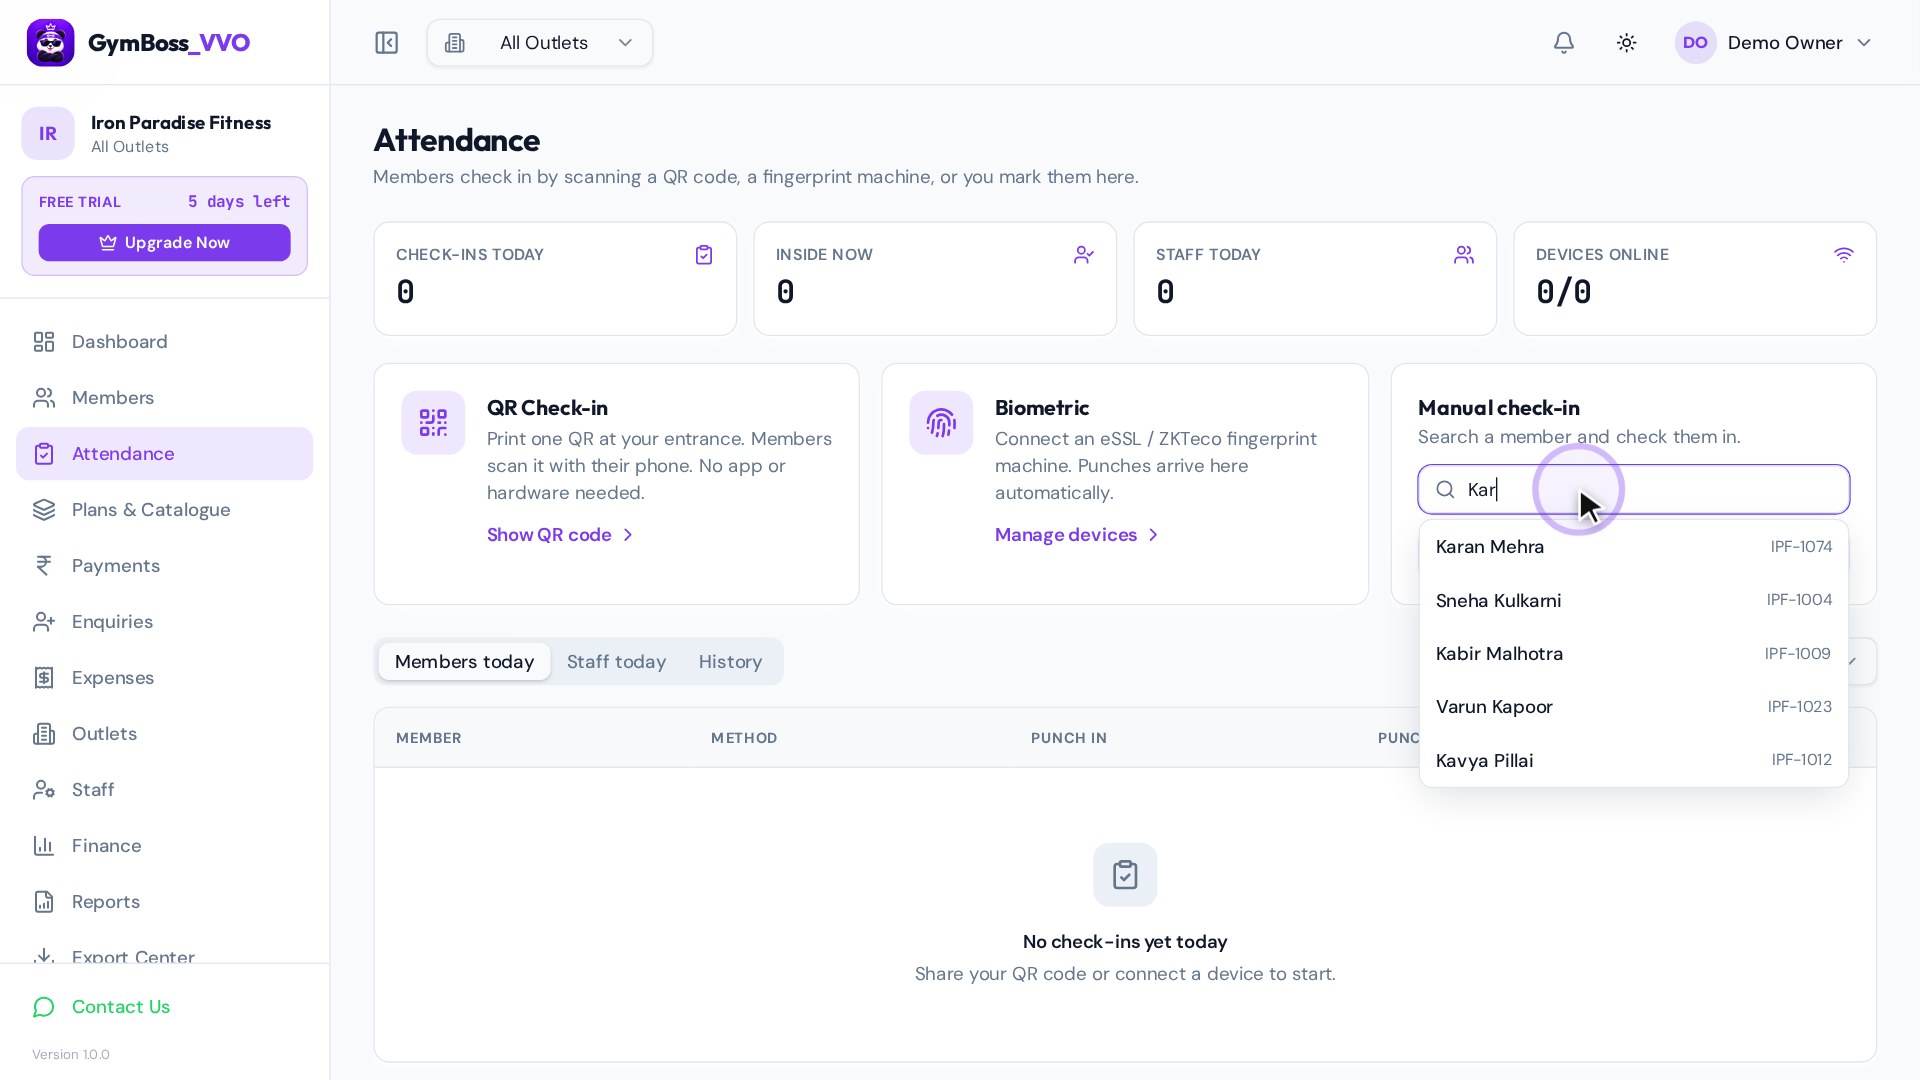 GymBoss_VVO
All Outlets
DO
Demo Owner
IR
Iron Paradise Fitness
All Outlets
FREE TRIAL
5 days left
Upgrade Now
Dashboard
Members
Attendance
Plans & Catalogue
Payments
Enquiries
Expenses
Outlets
Staff
Finance
Reports
Export Center
Contact Us
Version 1.0.0
Attendance
Members check in by scanning a QR code, a fingerprint machine, or you mark them here.
CHECK-INS TODAY
0
INSIDE NOW
0
STAFF TODAY
0
DEVICES ONLINE
0/0
QR Check-in
Print one QR at your entrance. Members
scan it with their phone. No app or
hardware needed.
Show QR code
Biometric
Connect an eSSL / ZKTeco fingerprint
machine. Punches arrive here
automatically.
Manage devices
Manual check-in
Search a member and check them in.
Kar
Karan Mehra IPF-1074
Sneha Kulkarni IPF-1004
Kabir Malhotra IPF-1009
Varun Kapoor IPF-1023
Kavya Pillai IPF-1012
Members today
Staff today
History
MEMBER
METHOD
PUNCH IN
PUNC
No check-ins yet today
Share your QR code or connect a device to start.